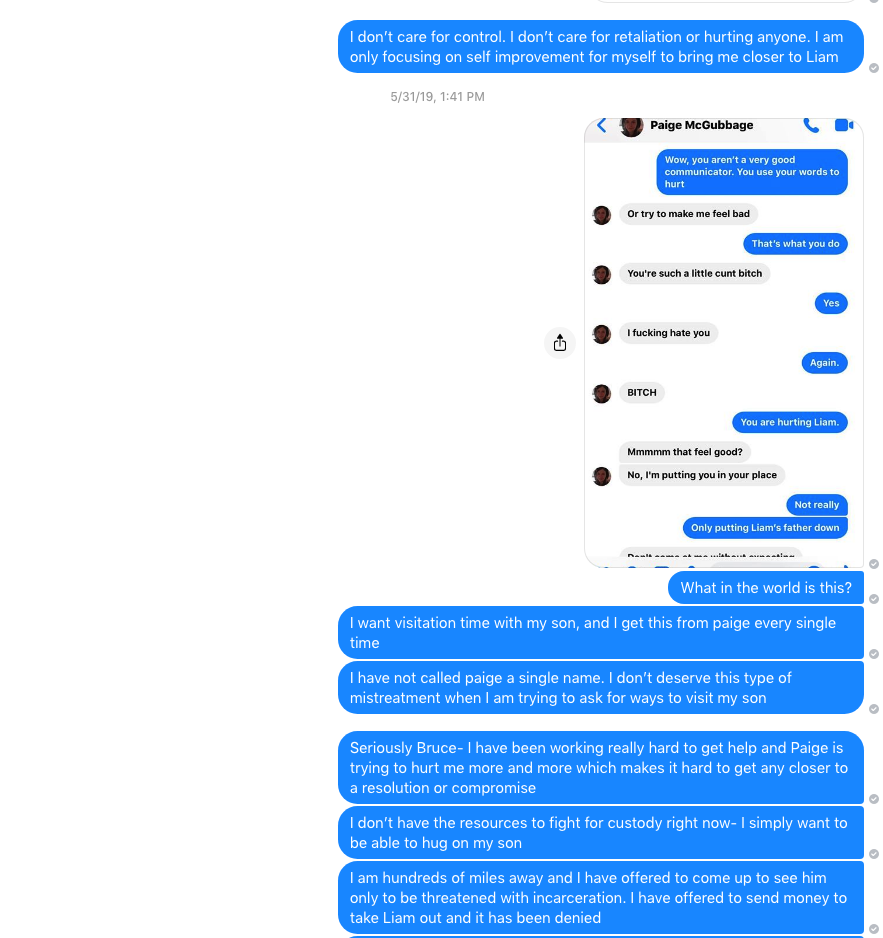 I don’t care for control. I don’t care for retaliation or hurting anyone. I am
only focusing on self improvement for myself to bring me closer to Liam
5/31/19, 1:41 PM
Paige McGubbage
Wow, you aren’t a very good
communicator. You use your words to
hurt
Or try to make me feel bad
That’s what you do
You're such a little cunt bitch
Yes
I fucking hate you
Again.
BITCH
You are hurting Liam.
Mmmmm that feel good?
No, I'm putting you in your place
Not really
Only putting Liam’s father down
Don't come at me without expecting
What in the world is this?
I want visitation time with my son, and I get this from paige every single
time
I have not called paige a single name. I don’t deserve this type of
mistreatment when I am trying to ask for ways to visit my son
Seriously Bruce- I have been working really hard to get help and Paige is
trying to hurt me more and more which makes it hard to get any closer to
a resolution or compromise
I don’t have the resources to fight for custody right now- I simply want to
be able to hug on my son
I am hundreds of miles away and I have offered to come up to see him
only to be threatened with incarceration. I have offered to send money to
take Liam out and it has been denied